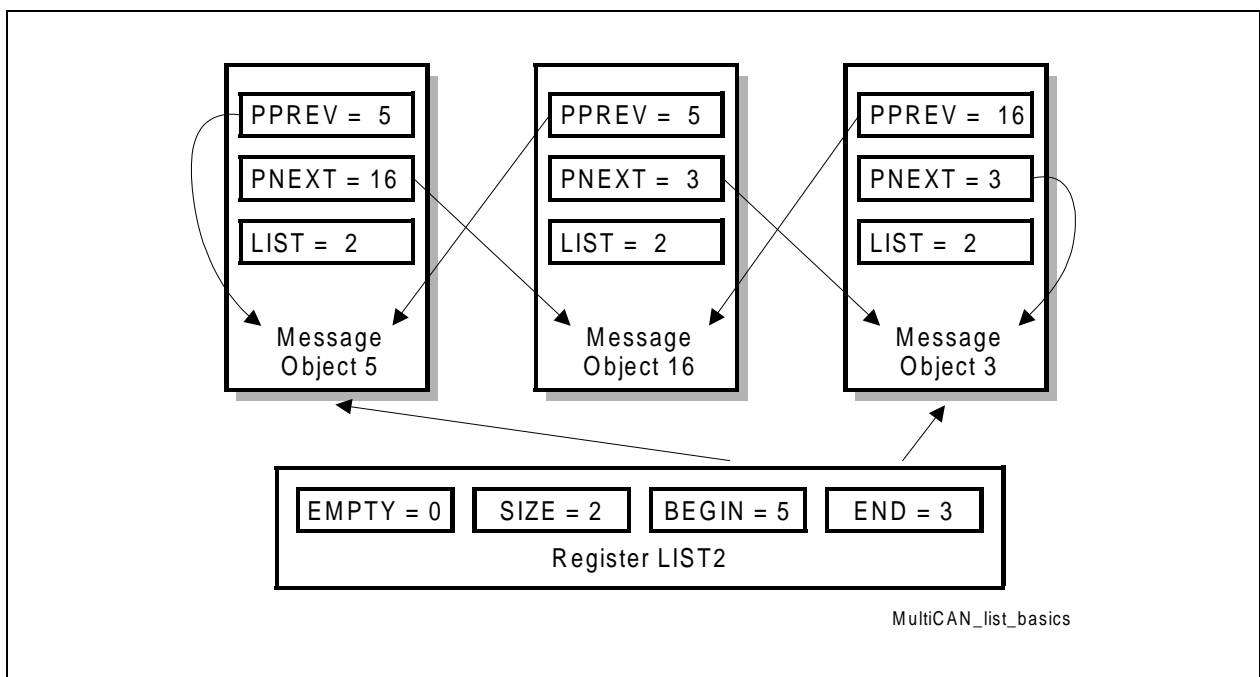 PPREV = 5
PNEXT = 16
LIST = 2
Message
Object 5
PPREV = 5
PNEXT = 3
LIST = 2
Message
Object 16
PPREV = 16
PNEXT = 3
LIST = 2
Message
Object 3
EMPTY = 0
SIZE = 2
BEGIN = 5
END = 3
Register LIST2
MultiCAN_list_basics